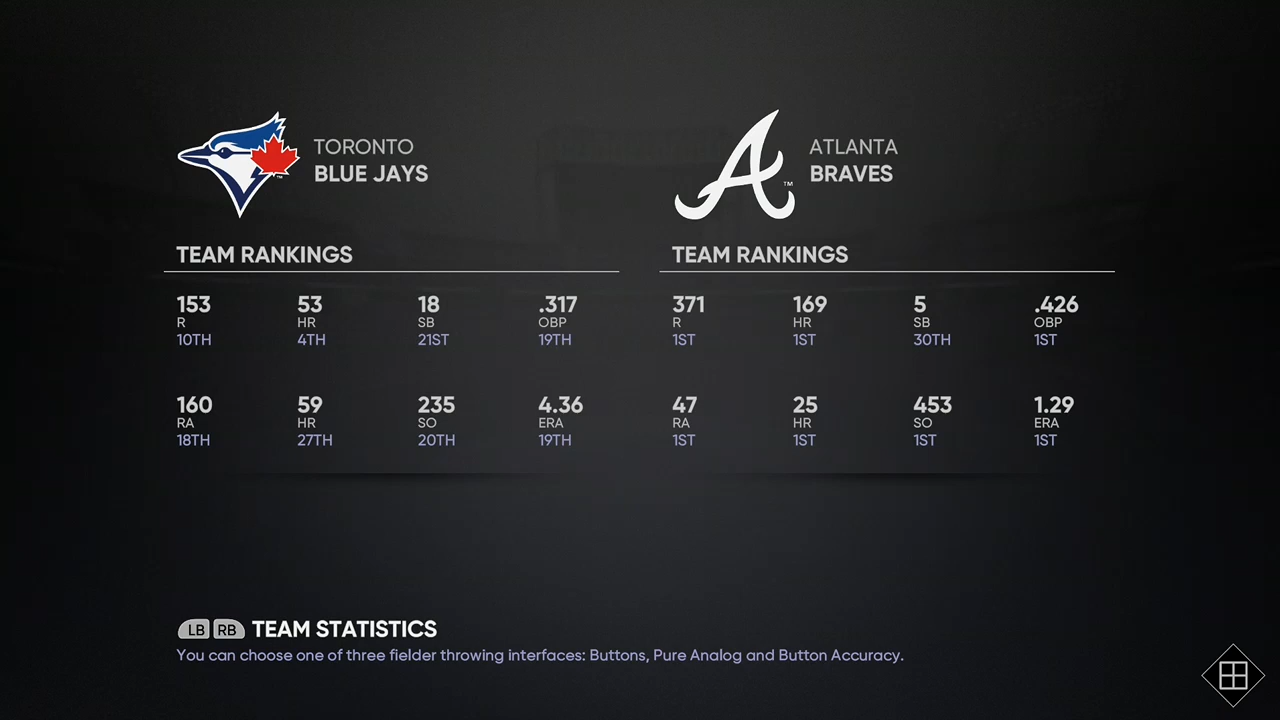 TORONTO
BLUE JAYS
TEAM RANKINGS
153 53 18 .317
R HR SB OBP
10TH 4TH 21ST 19TH
160 59 235 4.36
RA HR SO ERA
18TH 27TH 20TH 19TH
A ™
ATLANTA
BRAVES
TEAM RANKINGS
371 169 5 .426
R HR SB OBP
1ST 1ST 30TH 1ST
47 25 453 1.29
RA HR SO ERA
1ST 1ST 1ST 1ST
LB RB TEAM STATISTICS
You can choose one of three fielder throwing interfaces: Buttons, Pure Analog and Button Accuracy.